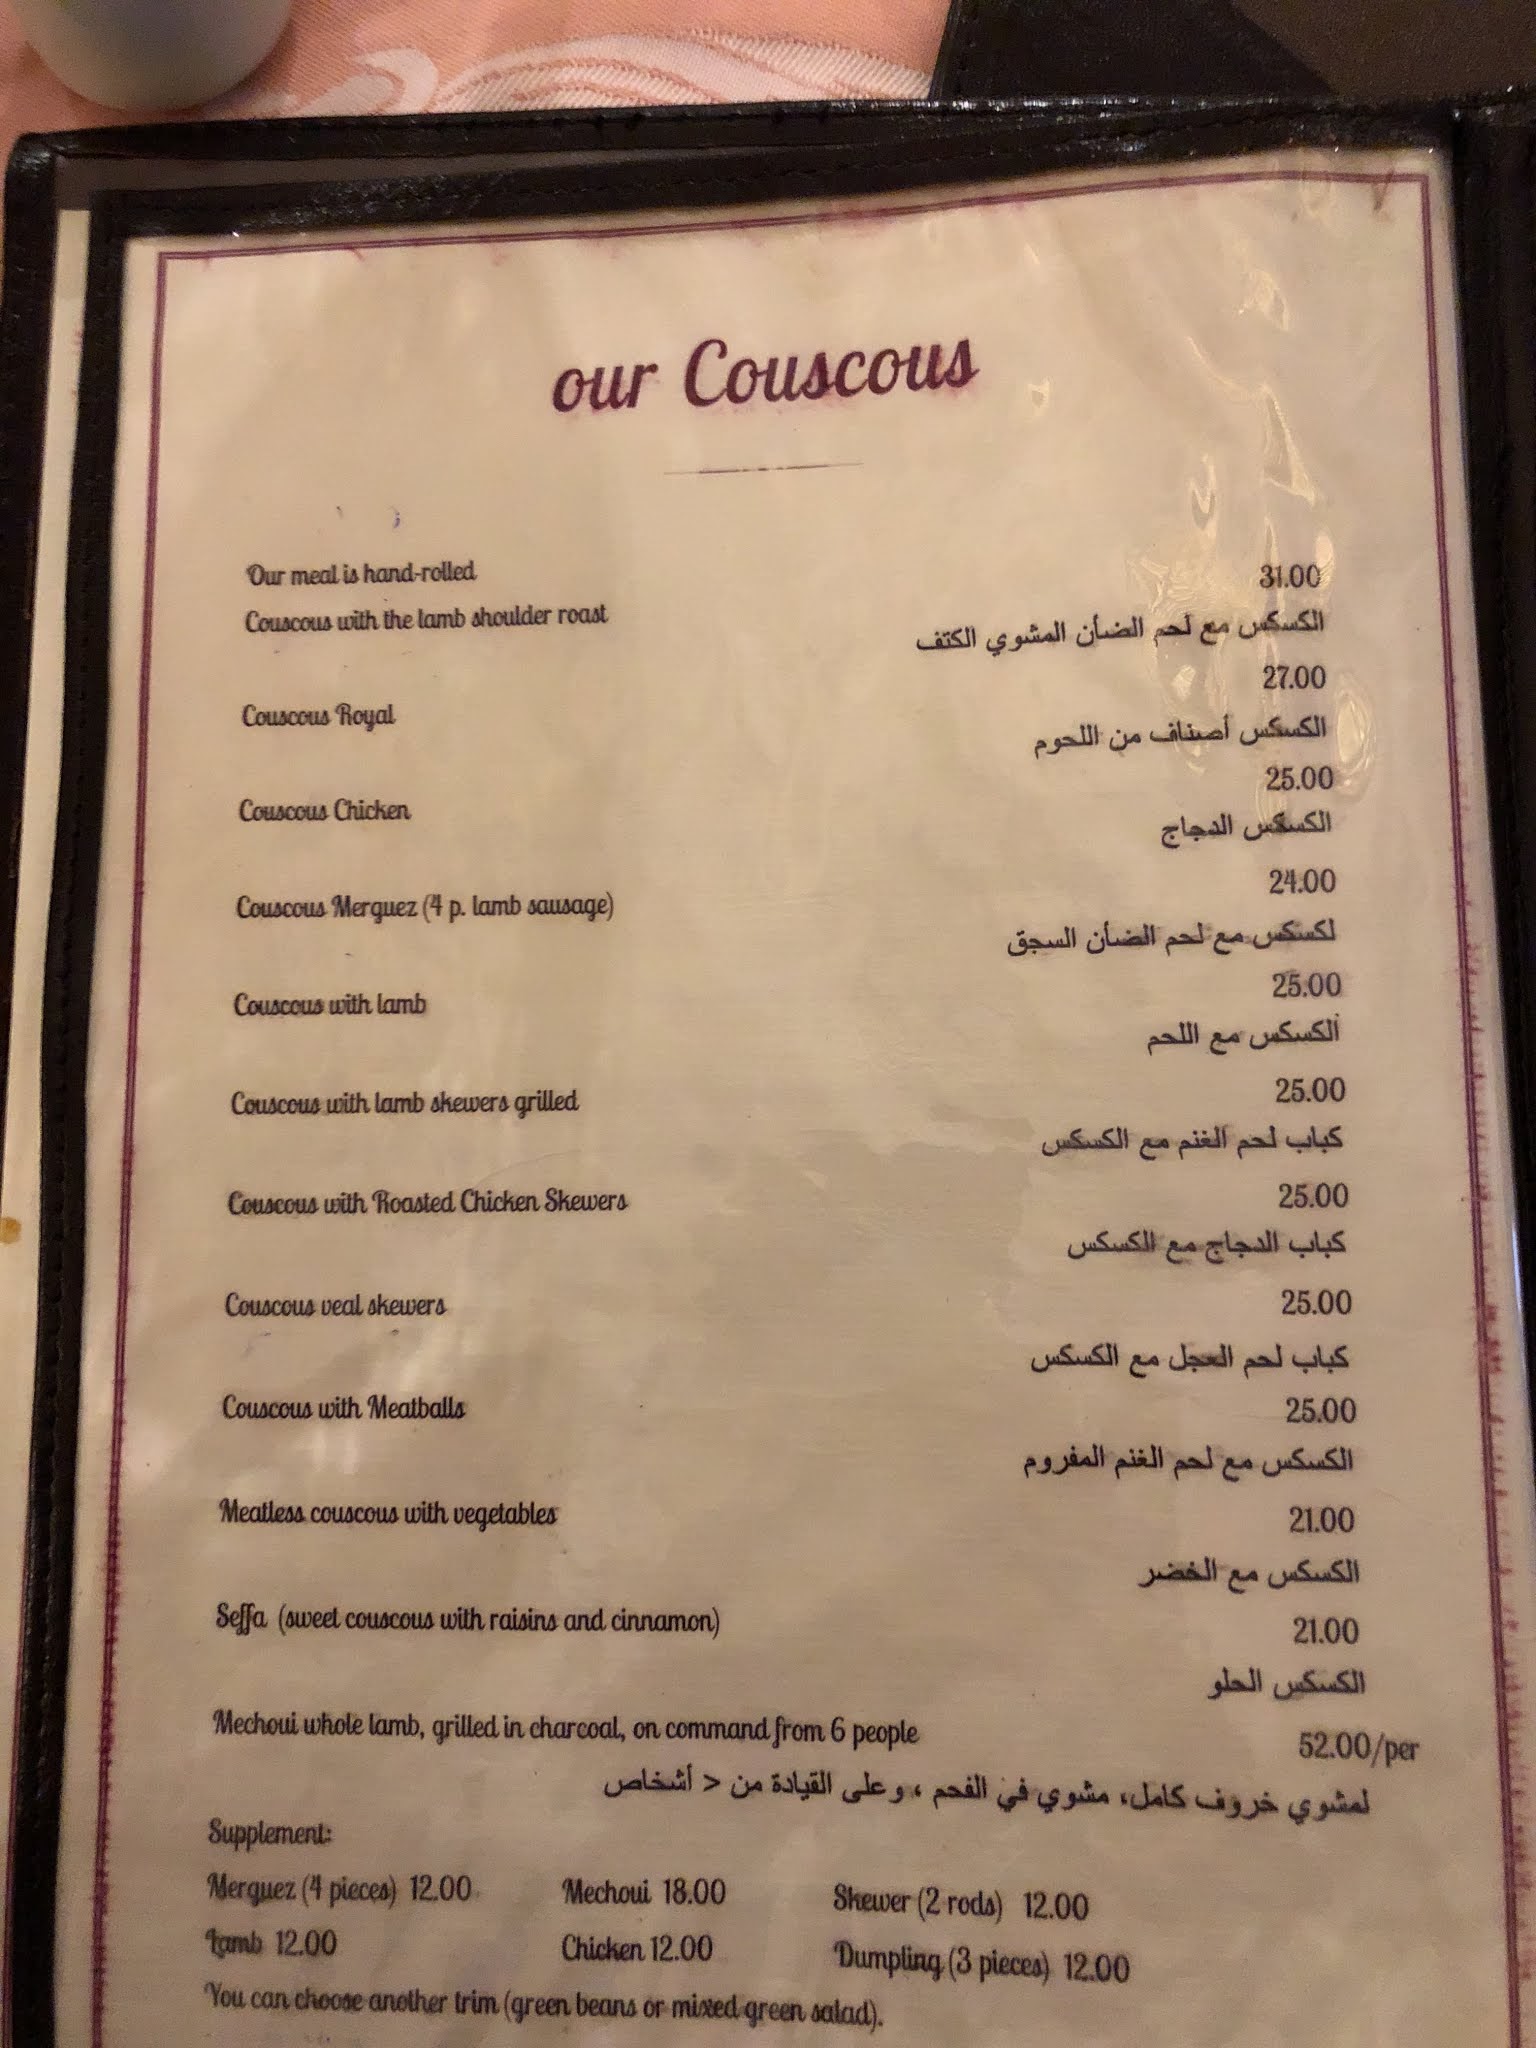 our Couscous
Our meal is hand-rolled 31.00
Couscous with the lamb shoulder roast الكسكس مع لحم الضأن المشوي الكتف
27.00
Couscous Royal الكسكس أصناف من اللحوم
25.00
Couscous Chicken الكسكس الدجاج
24.00
Couscous Merguez (4 p. lamb sausage) لكسكس مع لحم الضأن السجق
25.00
Couscous with lamb الكسكس مع اللحم
25.00
Couscous with lamb skewers grilled كباب لحم الغنم مع الكسكس
25.00
Couscous with Roasted Chicken Skewers كباب الدجاج مع الكسكس
25.00
Couscous veal skewers كباب لحم العجل مع الكسكس
25.00
Couscous with Meatballs الكسكس مع لحم الغنم المفروم
21.00
Meatless couscous with vegetables الكسكس مع الخضر
21.00
Seffa (sweet couscous with raisins and cinnamon) الكسكس الحلو
Mechoui whole lamb, grilled in charcoal, on command from 6 people 52.00/per
لمشوي خروف كامل، مشوي في الفحم ، وعلى القيادة من < أشخاص
Supplement:
Merguez (4 pieces) 12.00 Mechoui 18.00 Skewer (2 rods) 12.00
Lamb 12.00 Chicken 12.00 Dumpling (3 pieces) 12.00
You can choose another trim (green beans or mixed green salad).